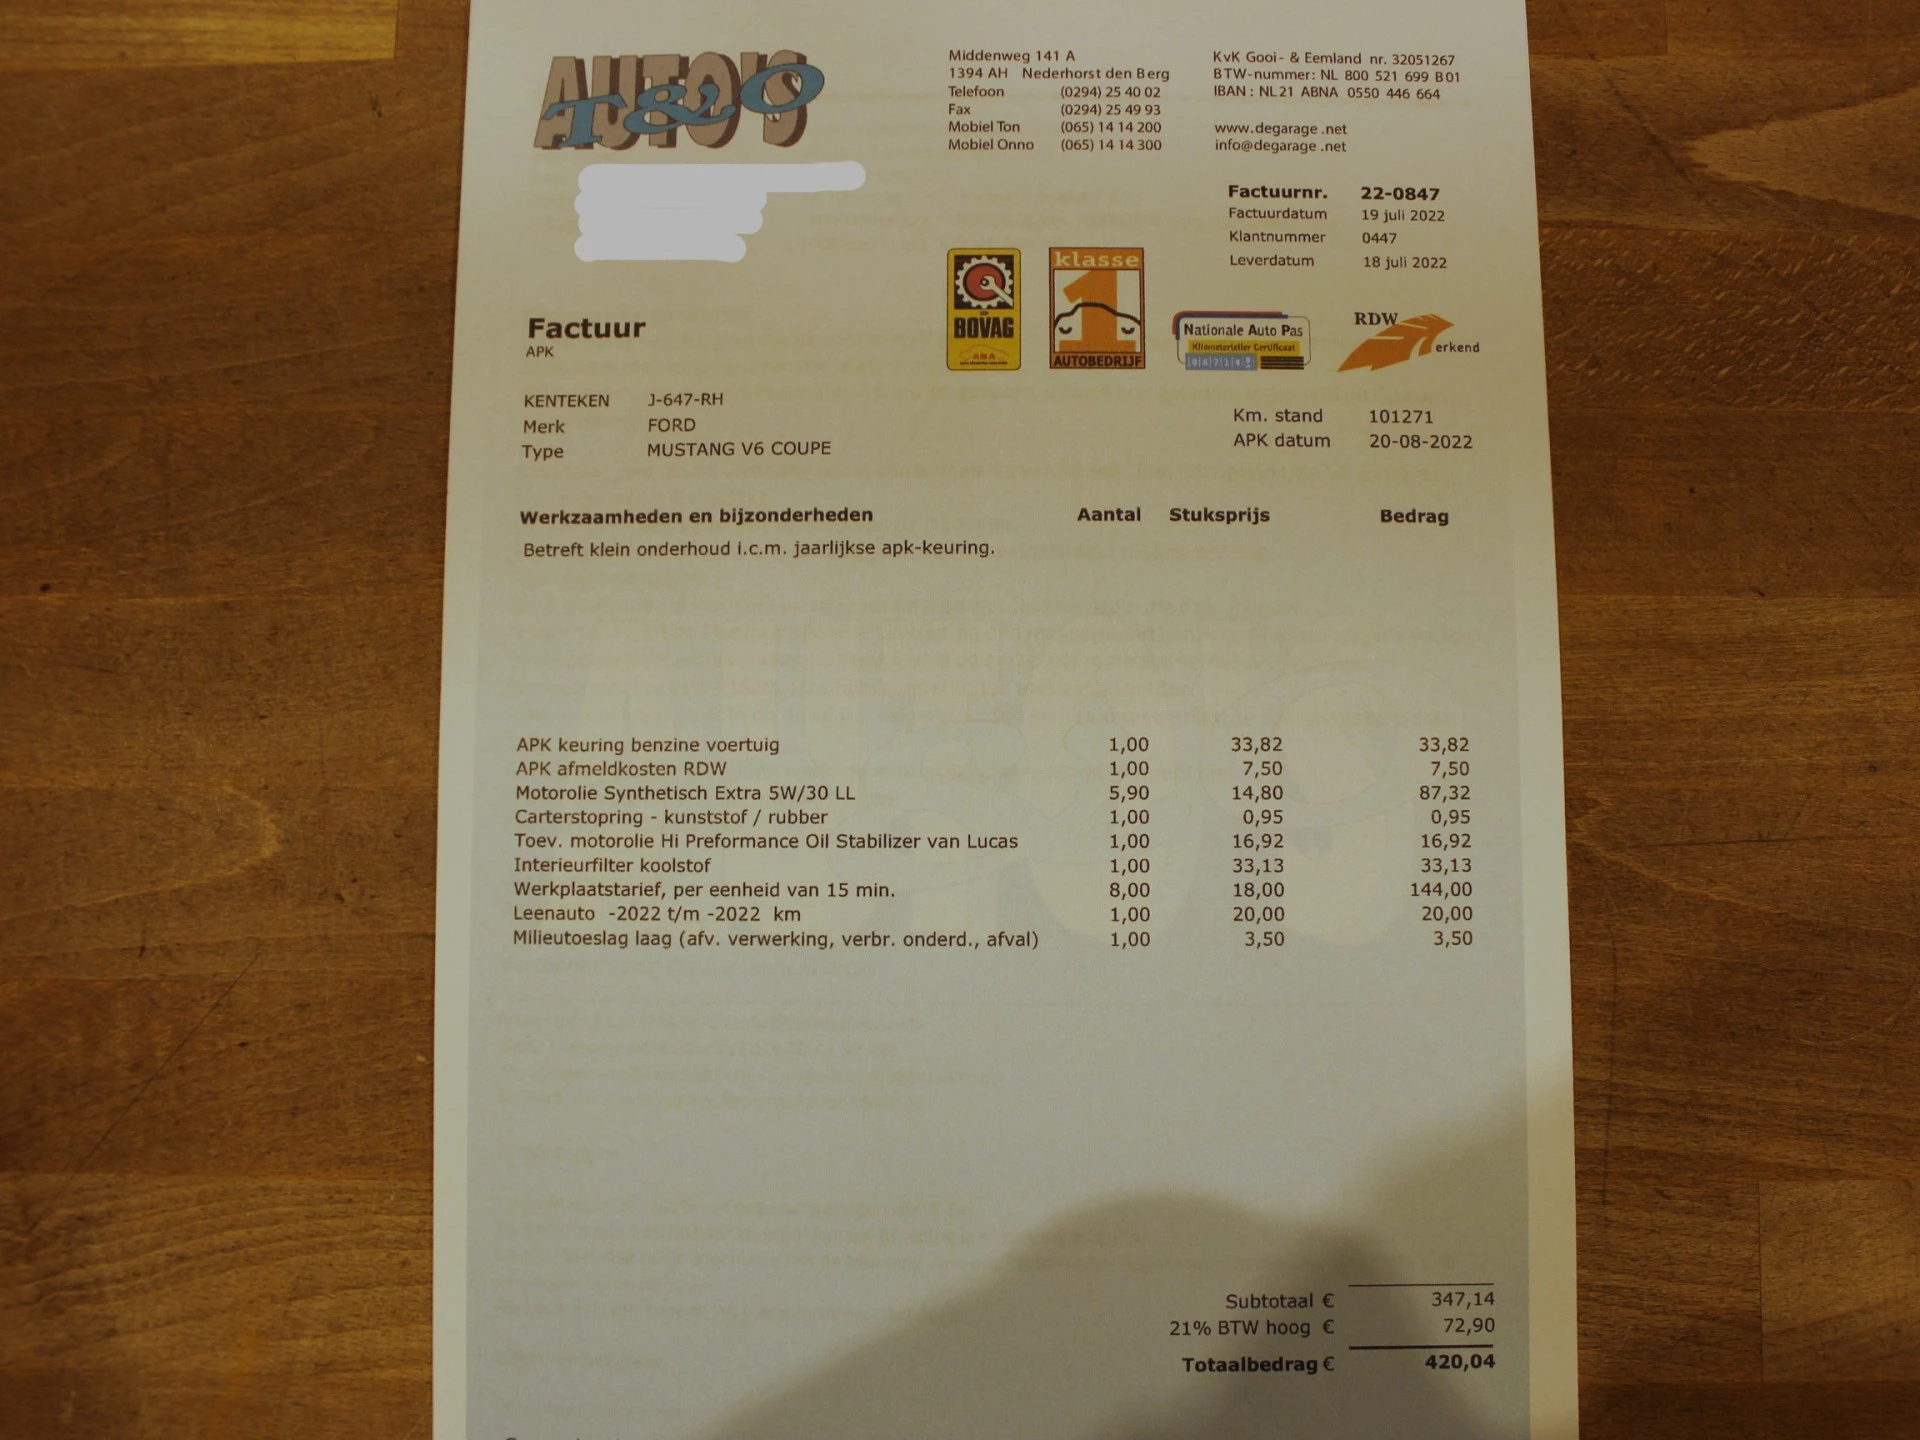 AUTO'S
T&O
Middenweg 141 A
1394 AH Nederhorst den Berg
Telefoon (0294) 25 40 02
Fax (0294) 25 49 93
Mobiel Ton (065) 14 14 200
Mobiel Onno (065) 14 14 300
KvK Gooi- & Eemland nr. 32051267
BTW-nummer: NL 800 521 699 B01
IBAN : NL21 ABNA 0550 446 664
www.degarage .net
info@degarage .net
Factuurnr. 22-0847
Factuurdatum 19 juli 2022
Klantnummer 0447
Leverdatum 18 juli 2022
BOVAG
ABA
klasse
1
AUTOBEDRIJF
Nationale Auto Pas
Kilometerteller Certificaat
RDW
erkend
Factuur
APK
KENTEKEN J-647-RH
Merk FORD
Type MUSTANG V6 COUPE
Km. stand 101271
APK datum 20-08-2022
Werkzaamheden en bijzonderheden Aantal Stuksprijs Bedrag
Betreft klein onderhoud i.c.m. jaarlijkse apk-keuring.
APK keuring benzine voertuig 1,00 33,82 33,82
APK afmeldkosten RDW 1,00 7,50 7,50
Motorolie Synthetisch Extra 5W/30 LL 5,90 14,80 87,32
Carterstopring - kunststof / rubber 1,00 0,95 0,95
Toev. motorolie Hi Preformance Oil Stabilizer van Lucas 1,00 16,92 16,92
Interieurfilter koolstof 1,00 33,13 33,13
Werkplaatstarief, per eenheid van 15 min. 8,00 18,00 144,00
Leenauto -2022 t/m -2022 km 1,00 20,00 20,00
Milieutoeslag laag (afv. verwerking, verbr. onderd., afval) 1,00 3,50 3,50
Subtotaal € 347,14
21% BTW hoog € 72,90
Totaalbedrag € 420,04